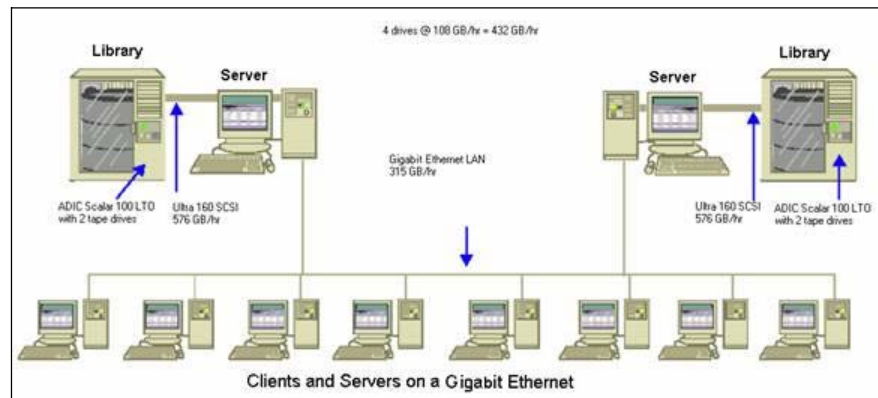 4 drives @ 108 GB/hr = 432 GB/hr
Library
Server
Server
Library
Gigabit Ethernet LAN
315 GB/hr
ADIC Scalar 100 LTO
with 2 tape drives
Ultra 160 SCSI
576 GB/hr
Ultra 160 SCSI
576 GB/hr
ADIC Scalar 100 LTO
with 2 tape drives
Clients and Servers on a Gigabit Ethernet